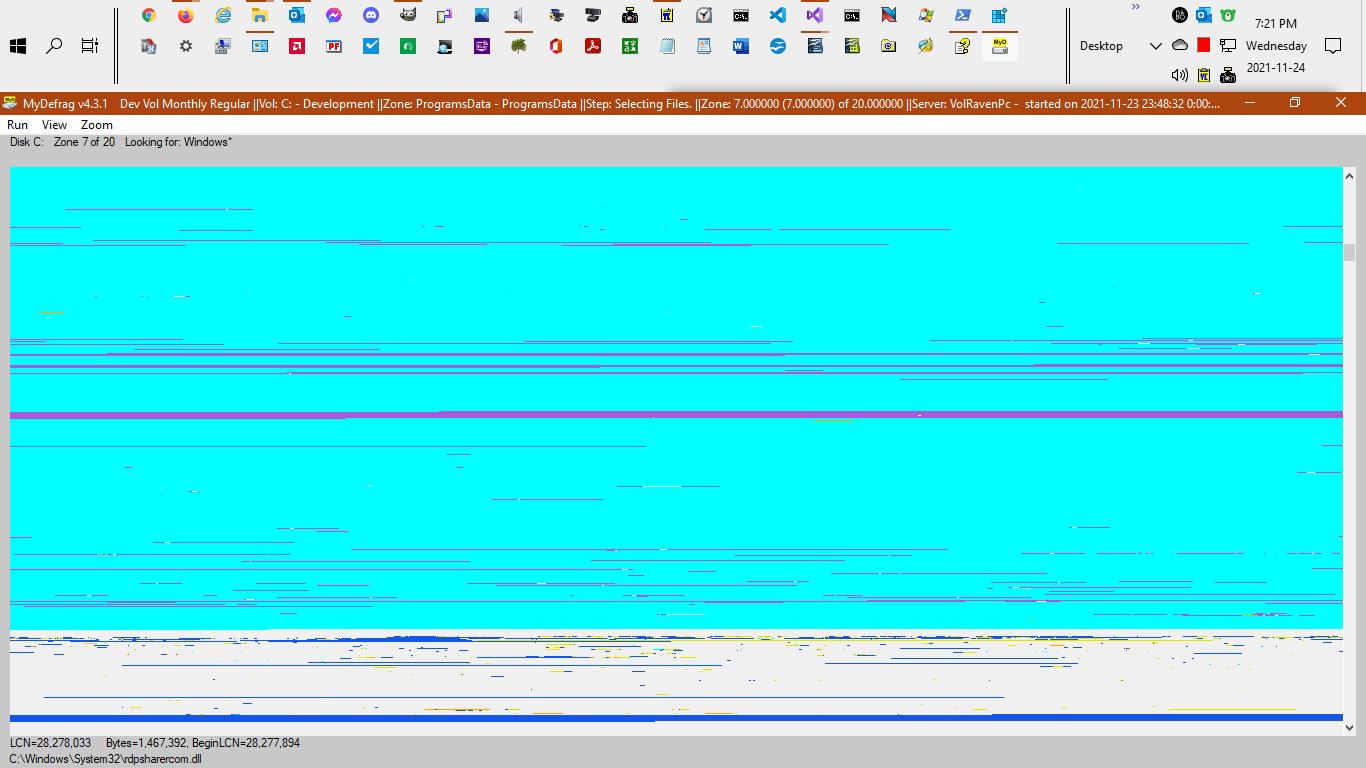 7:21 PM
Desktop
Wednesday
2021-11-24
MyDefrag v4.3.1 Dev Vol Monthly Regular ||Vol: C: - Development ||Zone: ProgramsData - ProgramsData ||Step: Selecting Files. ||Zone: 7.000000 (7.000000) of 20.000000 ||Server: VolRavenPc - started on 2021-11-23 23:48:32 0:00:...
Run View Zoom
Disk C: Zone 7 of 20 Looking for: Windows*
LCN=28,278,033 Bytes=1,467,392, BeginLCN=28,277,894
C:\Windows\System32\rdpsharercom.dll